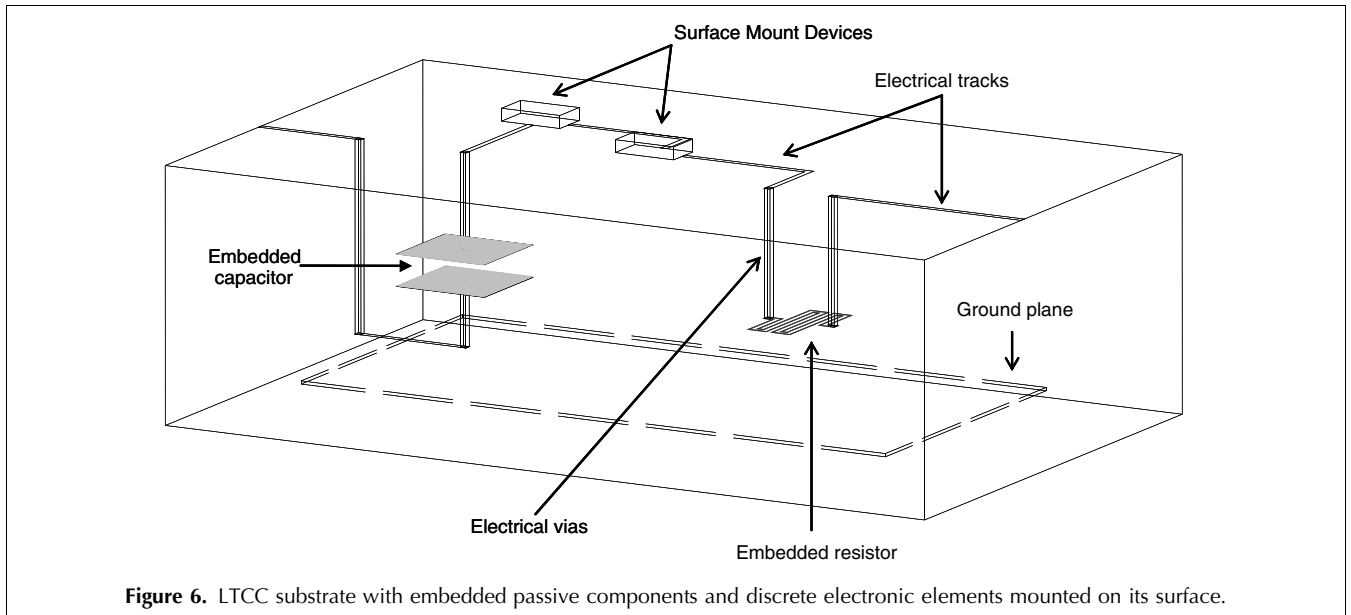 Surface Mount Devices
Electrical tracks
Embedded
capacitor
Ground plane
Electrical vias
Embedded resistor
Figure 6. LTCC substrate with embedded passive components and discrete electronic elements mounted on its surface.